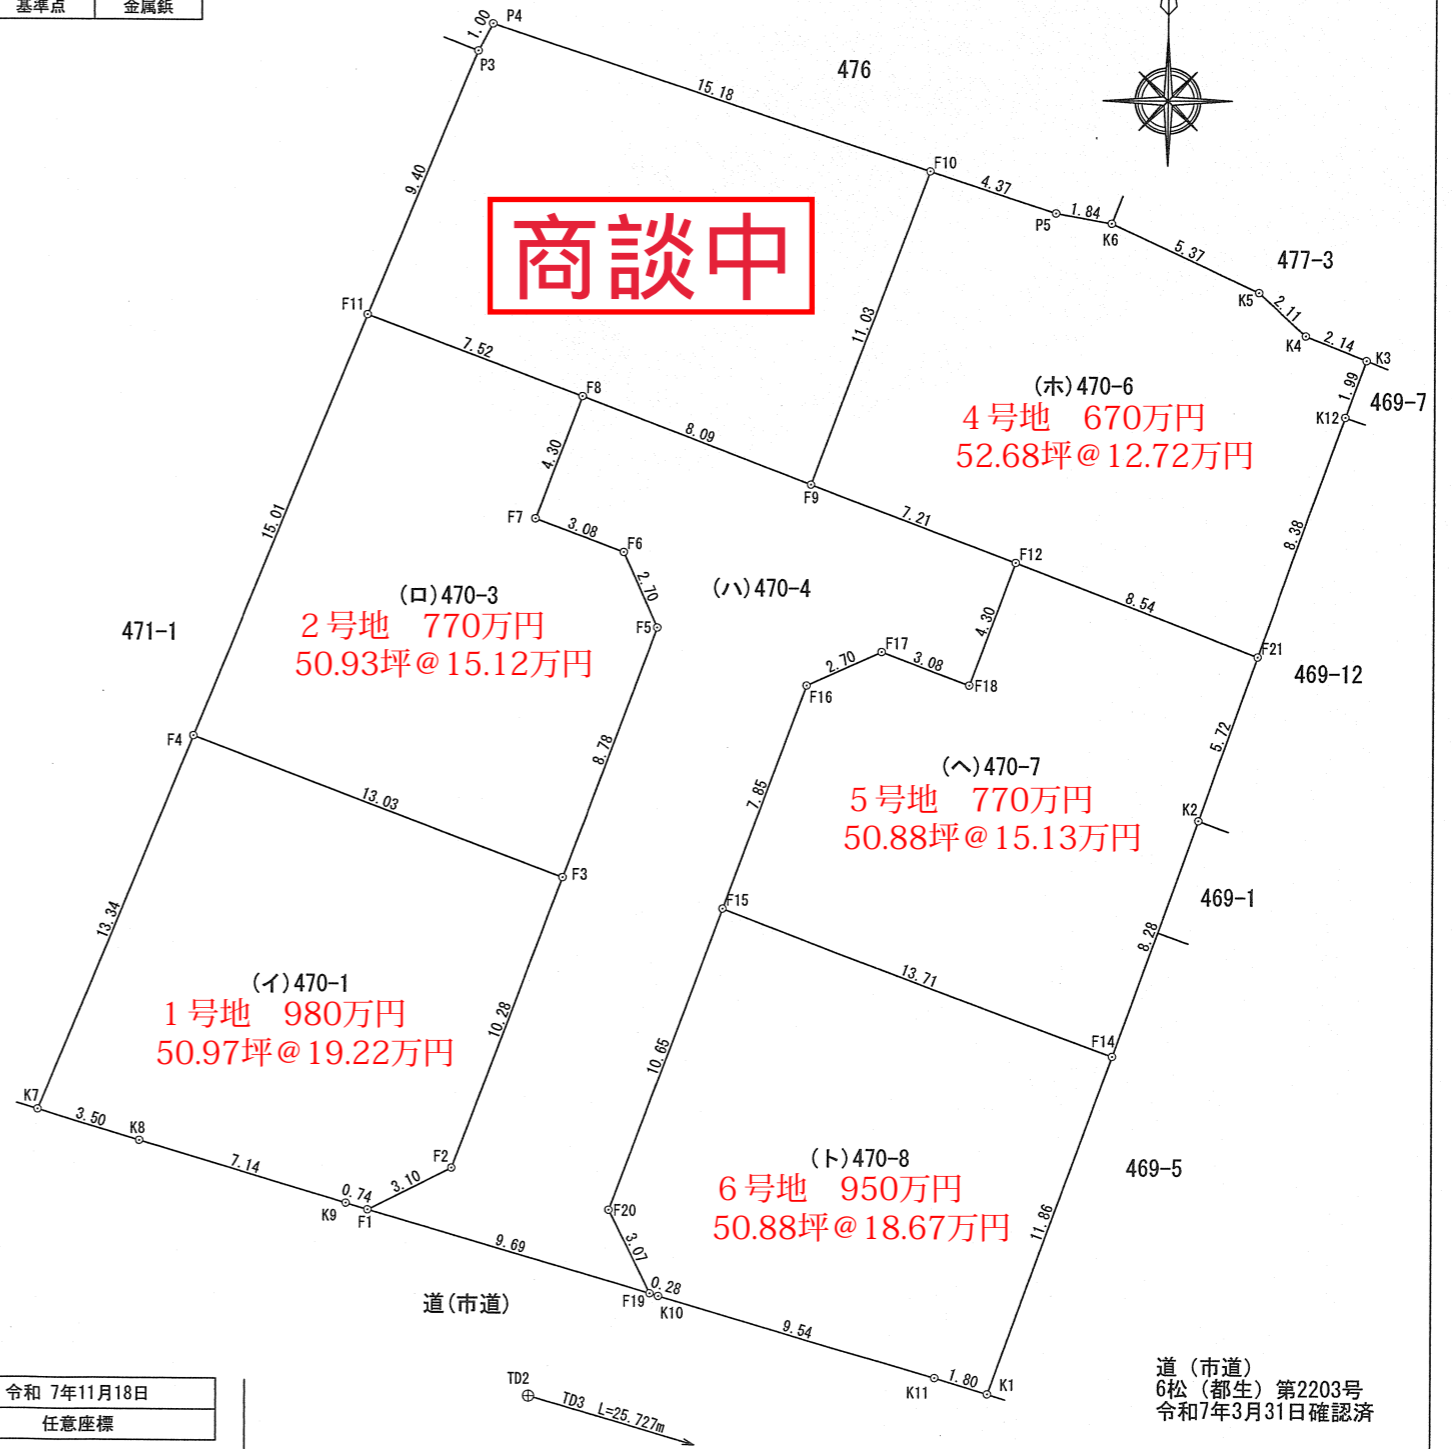 基準点 金属鋲
P4
1.00
P3
476
15.18
F10
4.37
P5
1.84
K6
9.40
商談中
5.37
477-3
K5
2.11
K4
2.14
K3
F11
11.03
7.52
F8
1.99
469-7
K12
(ホ)470-6
4号地 670万円
52.68坪@12.72万円
8.09
4.30
F9
7.21
F7
3.08
F6
15.01
8.38
F12
2.70
(ハ)470-4
(ロ)470-3
2号地 770万円
50.93坪@15.12万円
8.54
4.30
471-1
F5
F17
F21
2.70
3.08
469-12
F16
F18
F4
8.78
5.72
13.03
7.85
(ヘ)470-7
5号地 770万円
50.88坪@15.13万円
K2
F3
F15
469-1
13.34
8.28
13.71
(イ)470-1
1号地 980万円
50.97坪@19.22万円
10.28
10.65
F14
K7
3.50
K8
7.14
F2
3.10
0.74
K9
F1
(ト)470-8
6号地 950万円
50.88坪@18.67万円
469-5
F20
11.86
9.69
3.07
0.28
F19
K10
道(市道)
9.54
TD2
TD3 L=25.727m
K11
1.80
K1
令和 7年11月18日
任意座標
道(市道)
6松(都生)第2203号
令和7年3月31日確認済